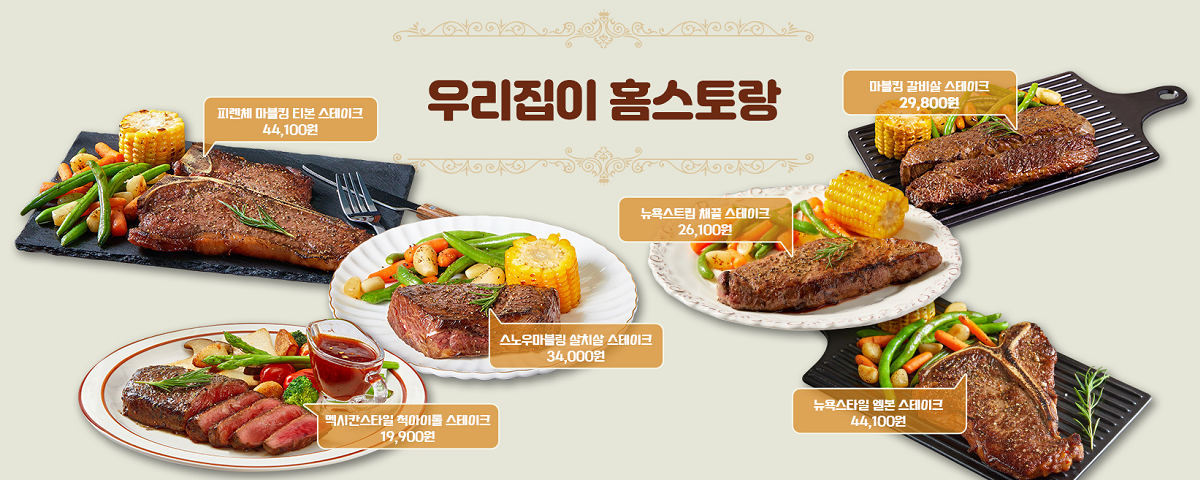 우리집이 홈스토랑
피렌체 마블킹 티본 스테이크
44,100원
마블킹 갈비살 스테이크
29,800원
뉴욕스트립 채끝 스테이크
26,100원
스노우마블링 살치살 스테이크
34,000원
멕시칸스타일 척아이롤 스테이크
19,900원
뉴욕스타일 엘본 스테이크
44,100원